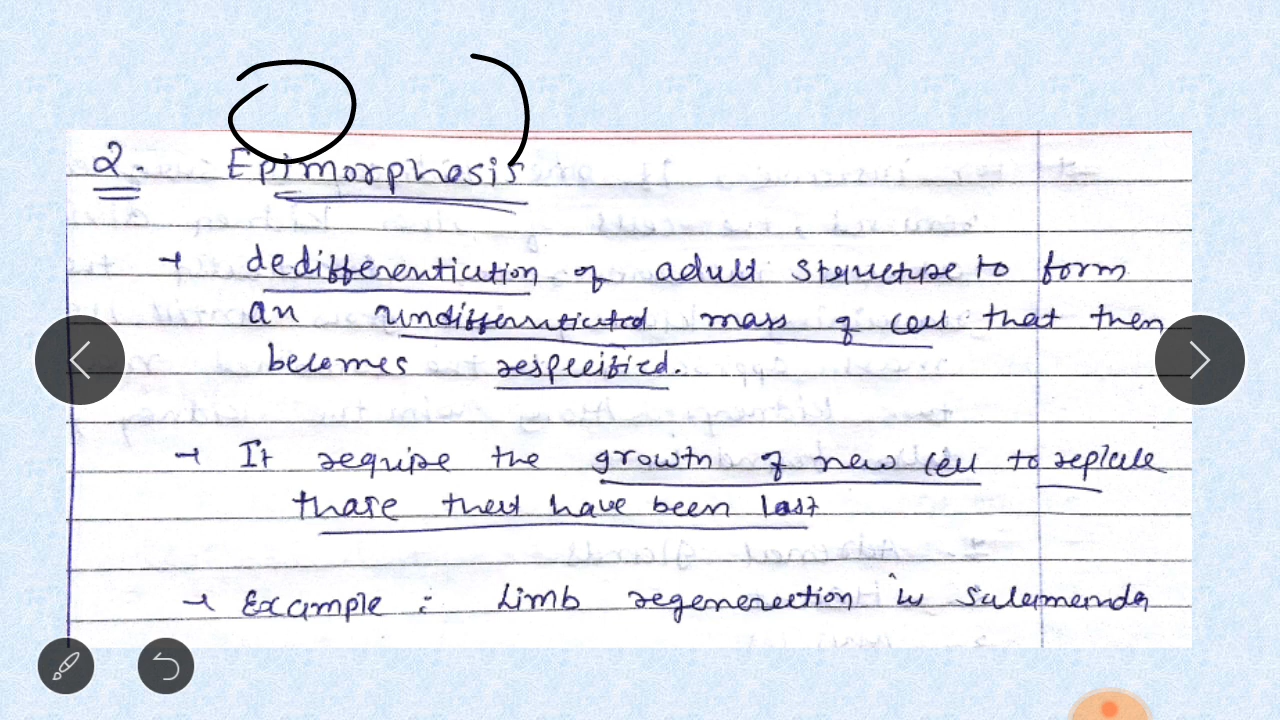 2. Epimorphesis
→ dedifferentiation of adult structure to form
an undifferntiated mass of cell that then
becomes respecified.
→ It require the growth of new cell to replace
those that have been lost
→ Example : Limb regeneration in Salamander